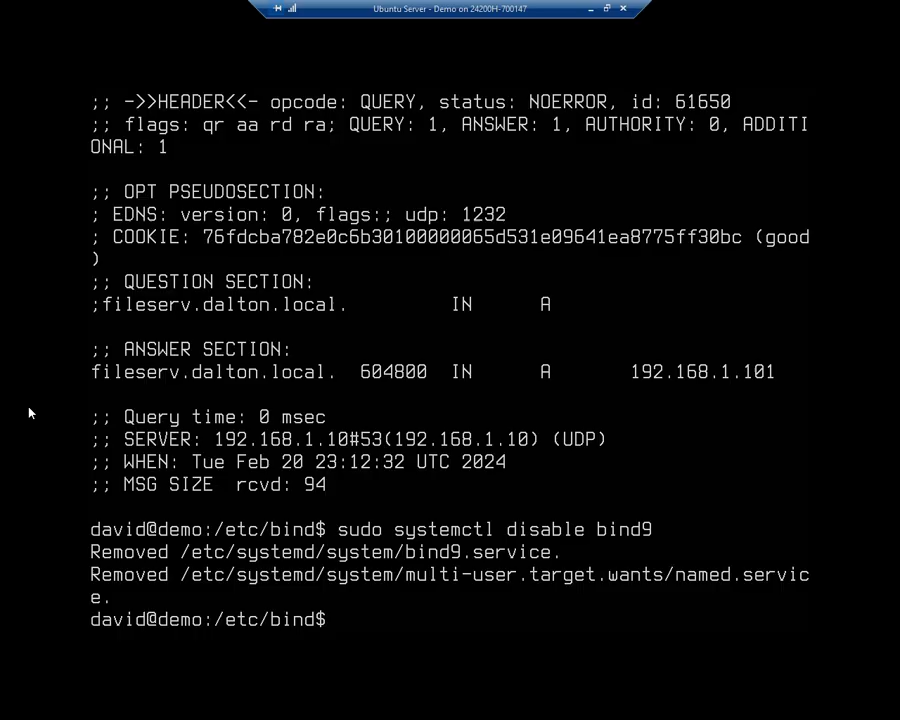 Ubuntu Server - Demo on 24200H-700147
;; ->>HEADER<<- opcode: QUERY, status: NOERROR, id: 61650
;; flags: qr aa rd ra; QUERY: 1, ANSWER: 1, AUTHORITY: 0, ADDITI
ONAL: 1
;; OPT PSEUDOSECTION:
; EDNS: version: 0, flags:; udp: 1232
; COOKIE: 76fdcba782e0c6b30100000065d531e09641ea8775ff30bc (good
)
;; QUESTION SECTION:
;fileserv.dalton.local. IN A
;; ANSWER SECTION:
fileserv.dalton.local. 604800 IN A 192.168.1.101
;; Query time: 0 msec
;; SERVER: 192.168.1.10#53(192.168.1.10) (UDP)
;; WHEN: Tue Feb 20 23:12:32 UTC 2024
;; MSG SIZE rcvd: 94
david@demo:/etc/bind$ sudo systemctl disable bind9
Removed /etc/systemd/system/bind9.service.
Removed /etc/systemd/system/multi-user.target.wants/named.servic
e.
david@demo:/etc/bind$